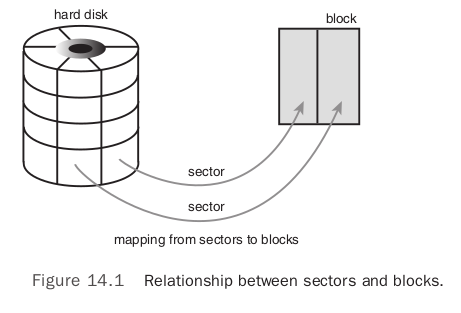 hard disk
block
sector
sector
mapping from sectors to blocks
Figure 14.1 Relationship between sectors and blocks.